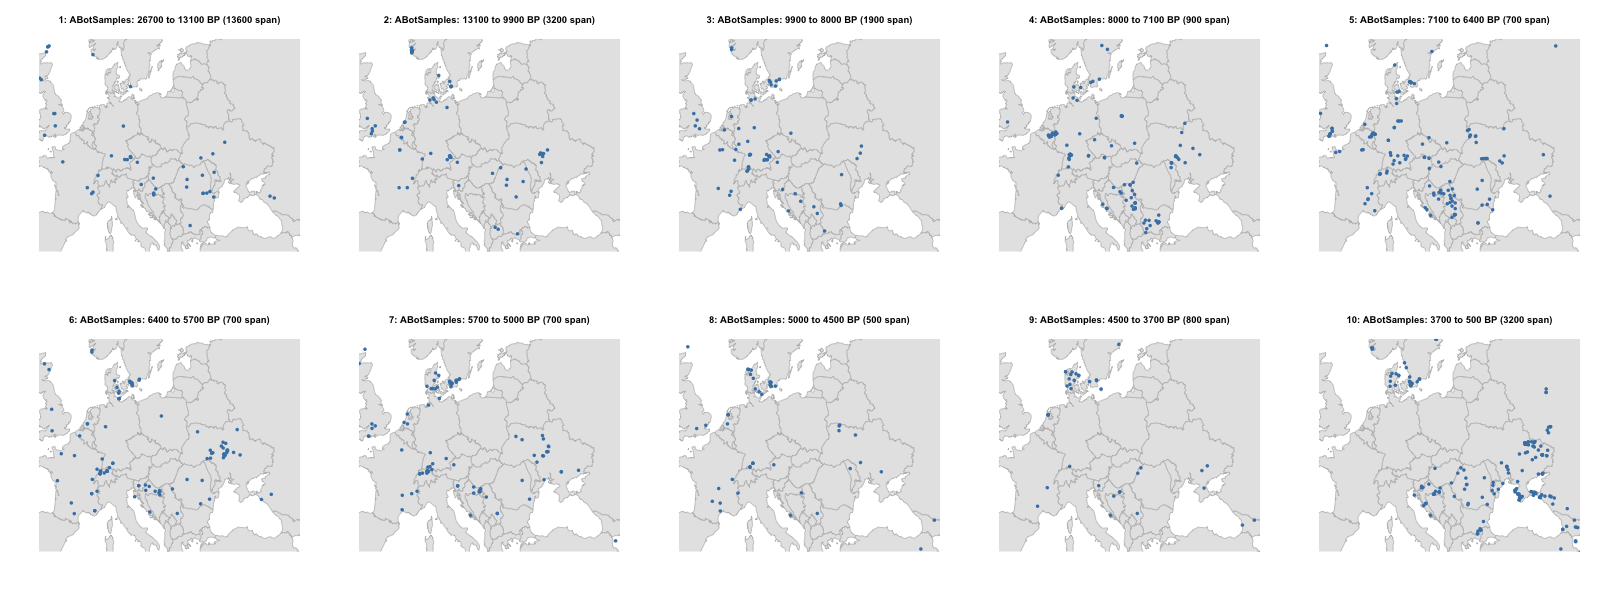 1: ABotSamples: 26700 to 13100 BP (13600 span)
2: ABotSamples: 13100 to 9900 BP (3200 span)
3: ABotSamples: 9900 to 8000 BP (1900 span)
4: ABotSamples: 8000 to 7100 BP (900 span)
5: ABotSamples: 7100 to 6400 BP (700 span)
6: ABotSamples: 6400 to 5700 BP (700 span)
7: ABotSamples: 5700 to 5000 BP (700 span)
8: ABotSamples: 5000 to 4500 BP (500 span)
9: ABotSamples: 4500 to 3700 BP (800 span)
10: ABotSamples: 3700 to 500 BP (3200 span)